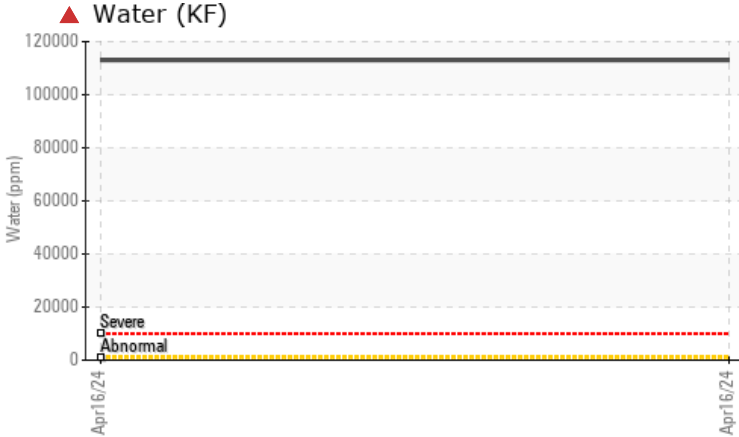 Water (KF)
120000
100000
80000
60000
40000
20000
0
Water (ppm)
Severe
Abnormal
Apr16/24
Apr16/24